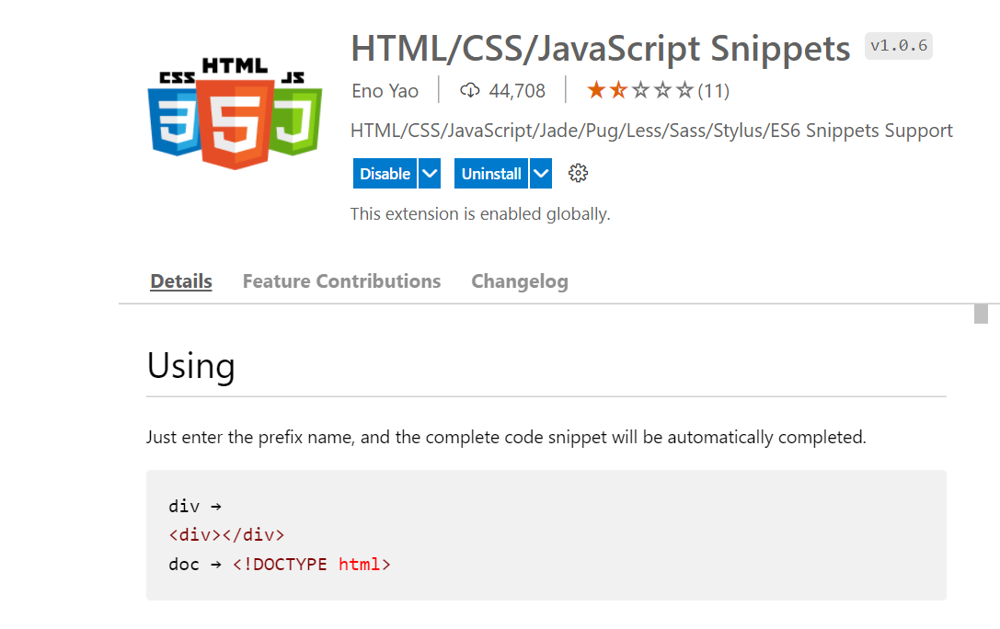 CSS HTML JS
5
HTML/CSS/JavaScript Snippets v1.0.6
Eno Yao 44,708 (11)
HTML/CSS/JavaScript/Jade/Pug/Less/Sass/Stylus/ES6 Snippets Support
Disable Uninstall
This extension is enabled globally.
Details Feature Contributions Changelog
Using
Just enter the prefix name, and the complete code snippet will be automatically completed.
div →
<div></div>
doc → <!DOCTYPE html>